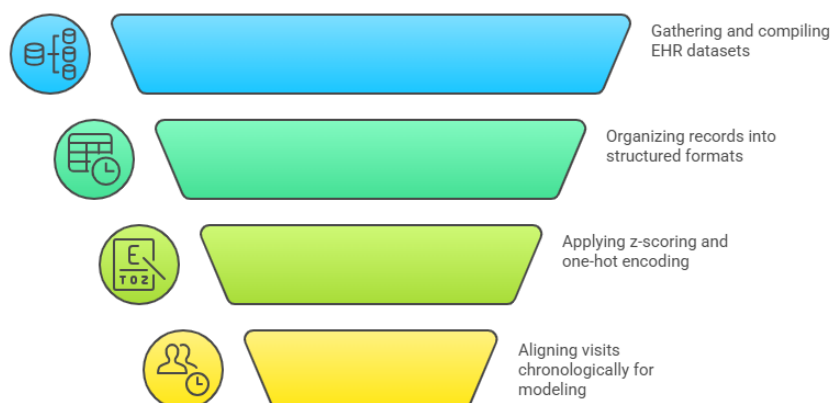 Gathering and compiling
EHR datasets
Organizing records into
structured formats
E
TOZ
Applying z-scoring and
one-hot encoding
Aligning visits
chronologically for
modeling